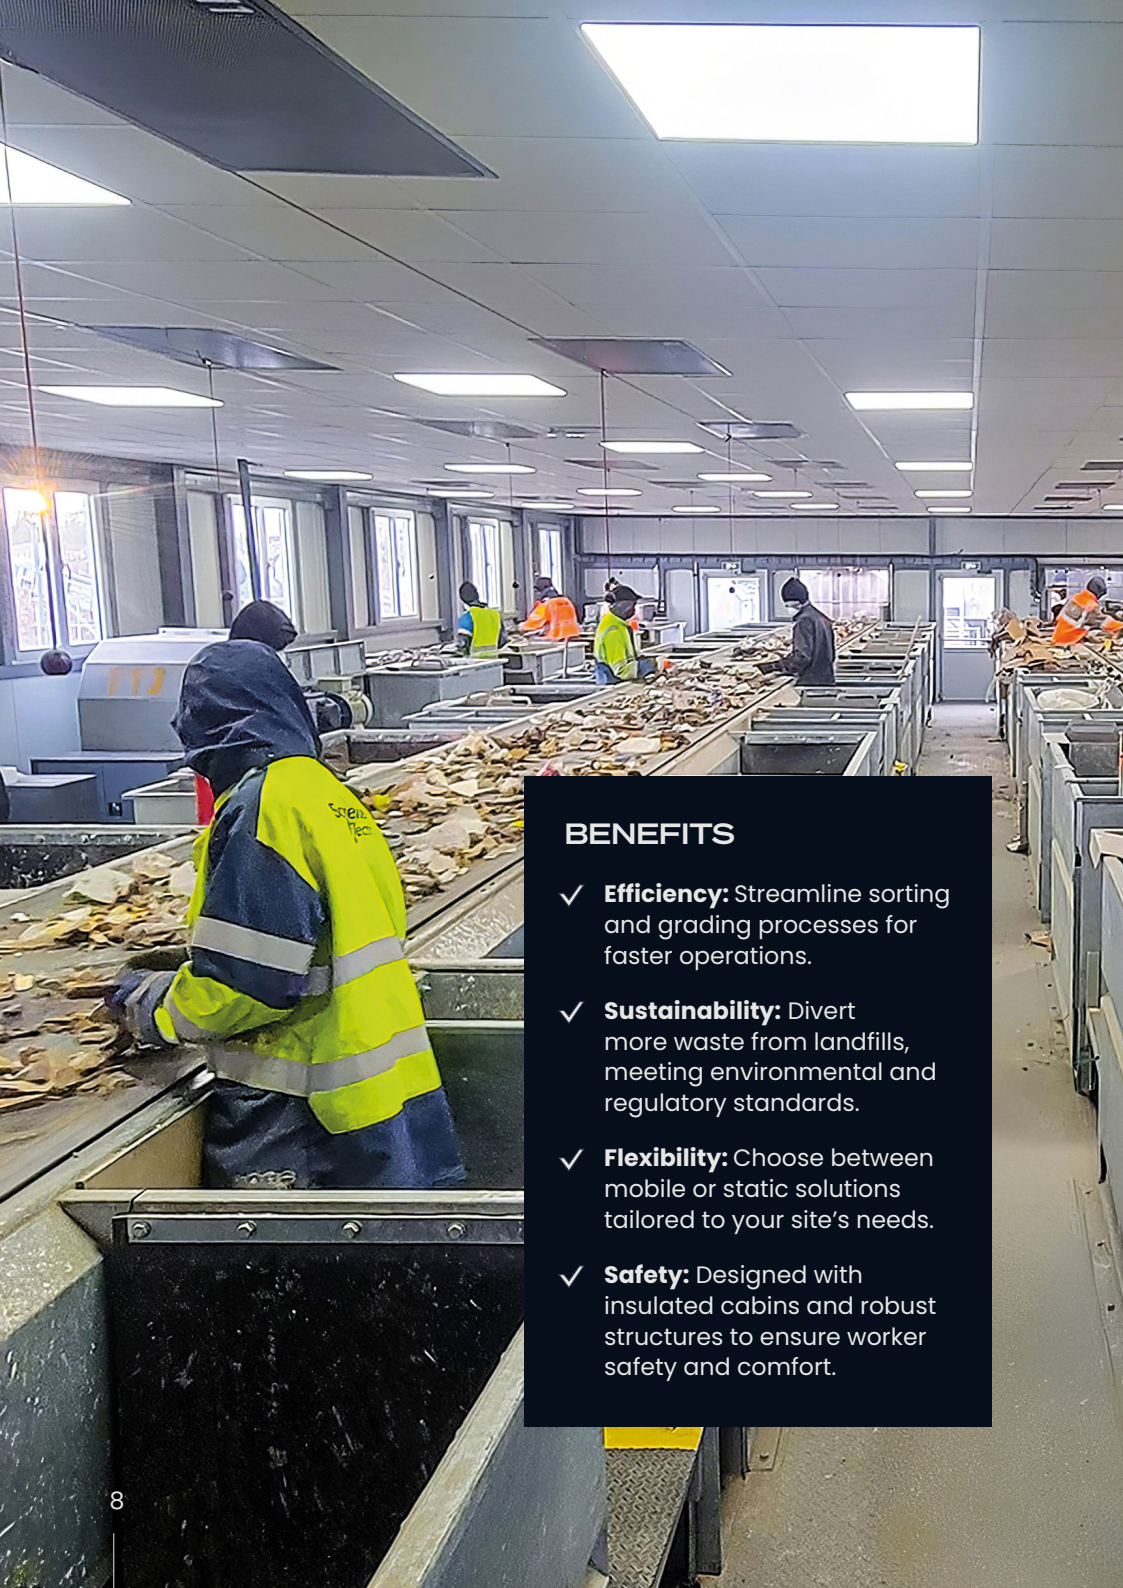 BENEFITS
Efficiency: Streamline sorting
and grading processes for
faster operations.
Sustainability: Divert
more waste from landfills,
meeting environmental and
regulatory standards.
Flexibility: Choose between
mobile or static solutions
tailored to your site’s needs.
Safety: Designed with
insulated cabins and robust
structures to ensure worker
safety and comfort.
8